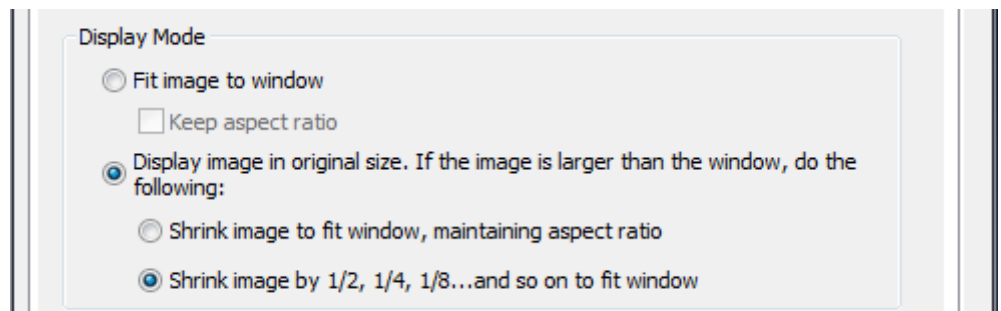 Display Mode
Fit image to window
Keep aspect ratio
Display image in original size. If the image is larger than the window, do the
following:
Shrink image to fit window, maintaining aspect ratio
Shrink image by 1/2, 1/4, 1/8...and so on to fit window